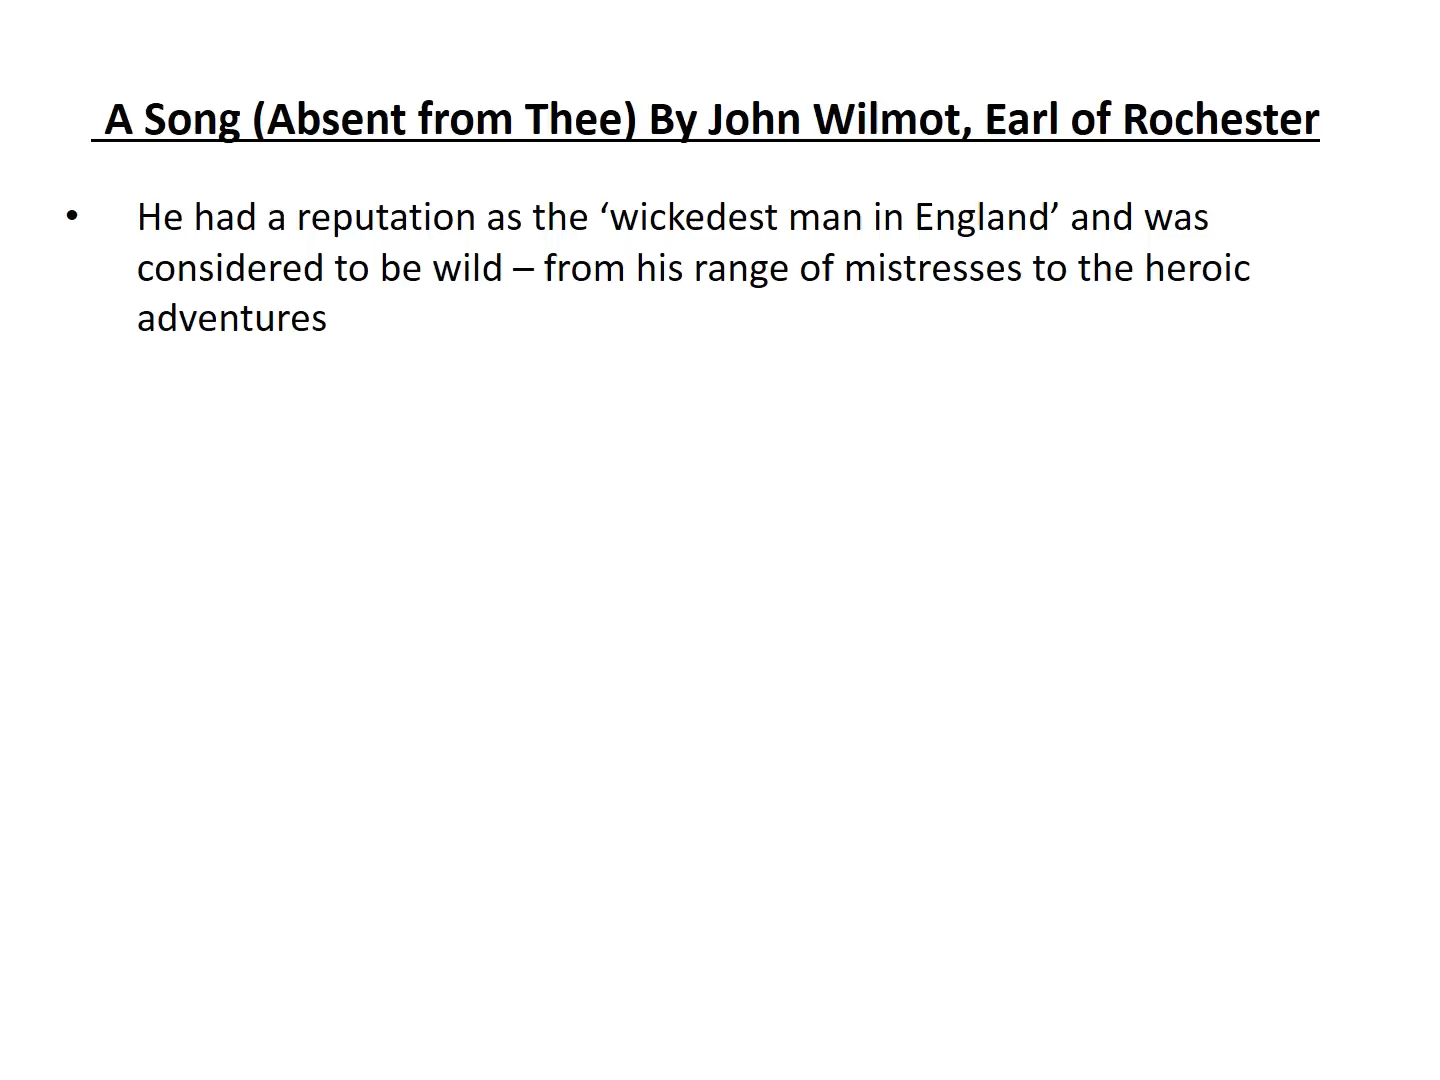 A Song (Absent from Thee) By John Wilmot, Earl of Rochester
• He had a reputation as the ‘wickedest man in England’ and was
considered to be wild – from his range of mistresses to the heroic
adventures